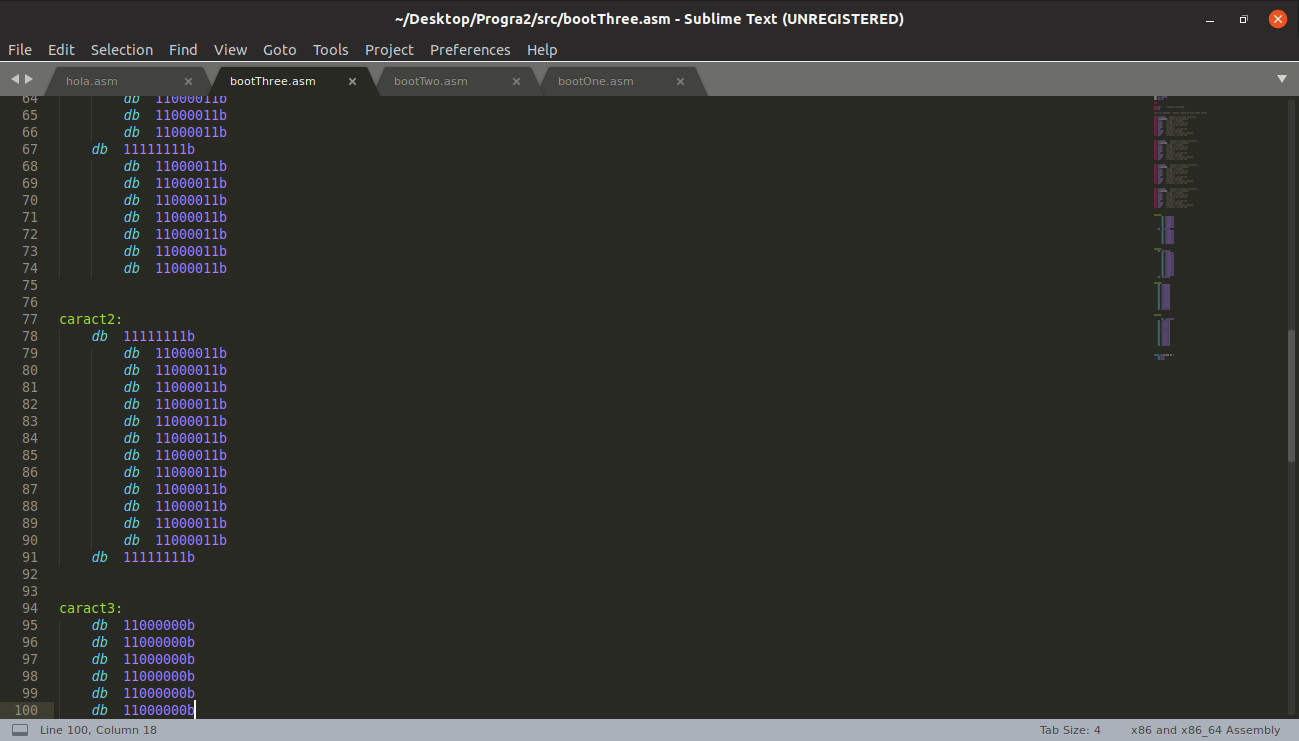 ~/Desktop/Progra2/src/bootThree.asm - Sublime Text (UNREGISTERED)
File Edit Selection Find View Goto Tools Project Preferences Help
hola.asm × bootThree.asm × bootTwo.asm × bootOne.asm ×
64 db 11000011b
65 db 11000011b
66 db 11000011b
67 db 11111111b
68 db 11000011b
69 db 11000011b
70 db 11000011b
71 db 11000011b
72 db 11000011b
73 db 11000011b
74 db 11000011b
75
76
77 caract2:
78 db 11111111b
79 db 11000011b
80 db 11000011b
81 db 11000011b
82 db 11000011b
83 db 11000011b
84 db 11000011b
85 db 11000011b
86 db 11000011b
87 db 11000011b
88 db 11000011b
89 db 11000011b
90 db 11000011b
91 db 11111111b
92
93
94 caract3:
95 db 11000000b
96 db 11000000b
97 db 11000000b
98 db 11000000b
99 db 11000000b
100 db 11000000b
Line 100, Column 18 Tab Size: 4 x86 and x86_64 Assembly